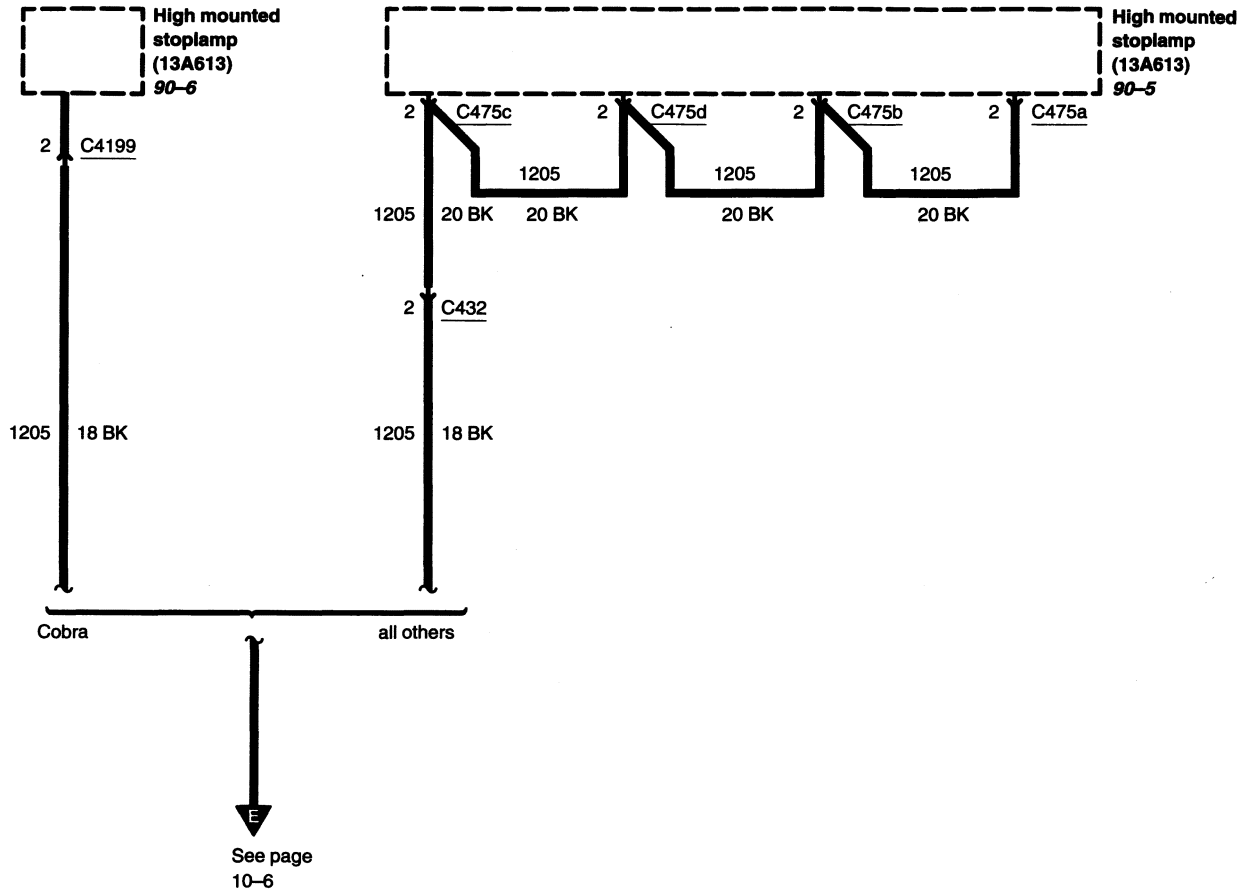 High mounted
stoplamp
(13A613)
90–6
High mounted
stoplamp
(13A613)
90–5
2 C4199
2 C475c
2 C475d
2 C475b
2 C475a
1205
1205
1205
1205 20 BK
20 BK
20 BK
20 BK
2 C432
1205 18 BK
1205 18 BK
Cobra
all others
E
See page
10–6